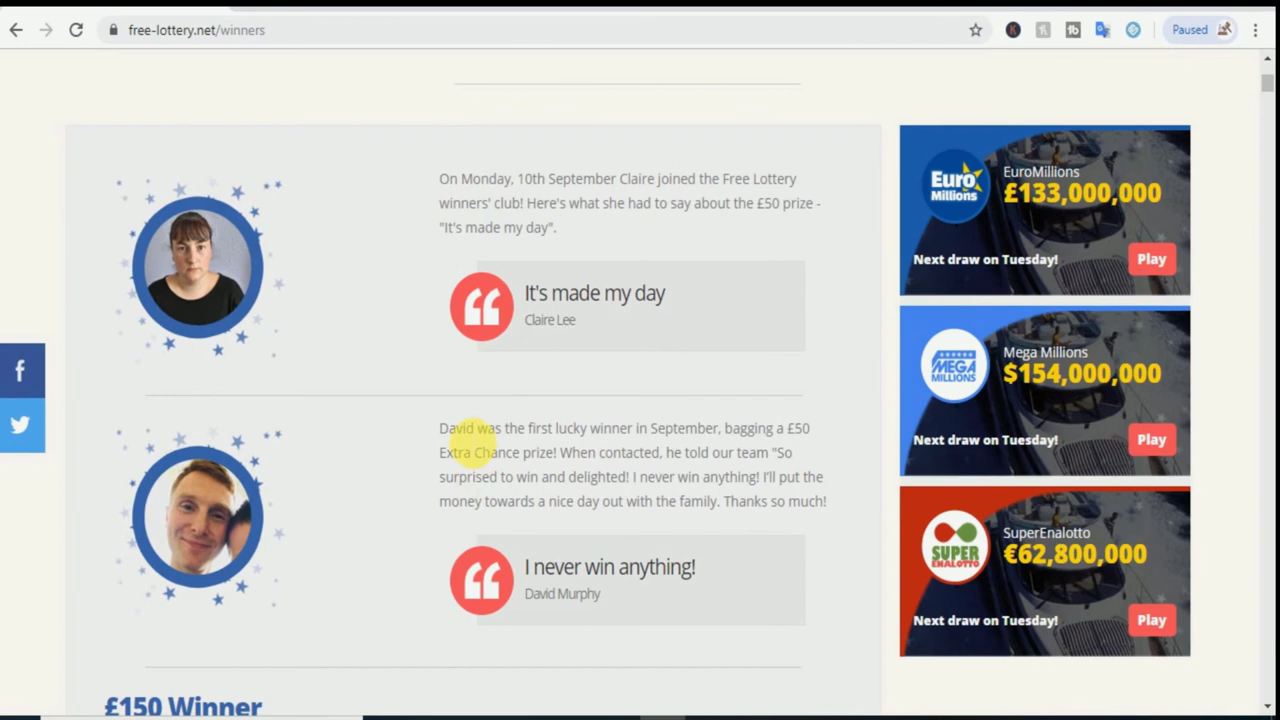 free-lottery.net/winners
Paused
On Monday, 10th September Claire joined the Free Lottery
winners' club! Here's what she had to say about the £50 prize -
"It's made my day".
It's made my day
Claire Lee
David was the first lucky winner in September, bagging a £50
Extra Chance prize! When contacted, he told our team "So
surprised to win and delighted! I never win anything! I'll put the
money towards a nice day out with the family. Thanks so much!
I never win anything!
David Murphy
£150 Winner
Euro
Millions
EuroMillions
£133,000,000
Next draw on Tuesday!
Play
MEGA
MILLIONS
Mega Millions
$154,000,000
Next draw on Tuesday!
Play
SUPER
ENALOTTO
SuperEnalotto
€62,800,000
Next draw on Tuesday!
Play